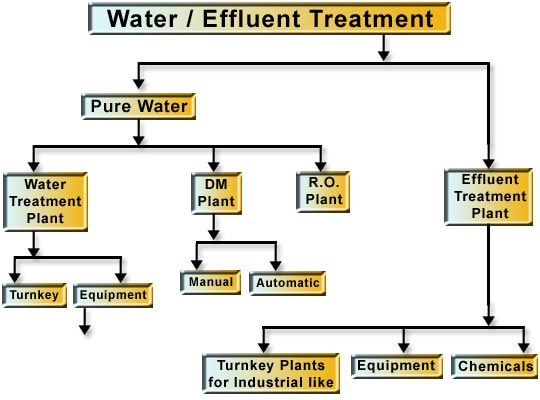 Water / Effluent Treatment
Pure Water
Water
Treatment
Plant
DM
Plant
R.O.
Plant
Effluent
Treatment
Plant
Manual
Automatic
Turnkey
Equipment
Turnkey Plants
for Industrial like
Equipment
Chemicals